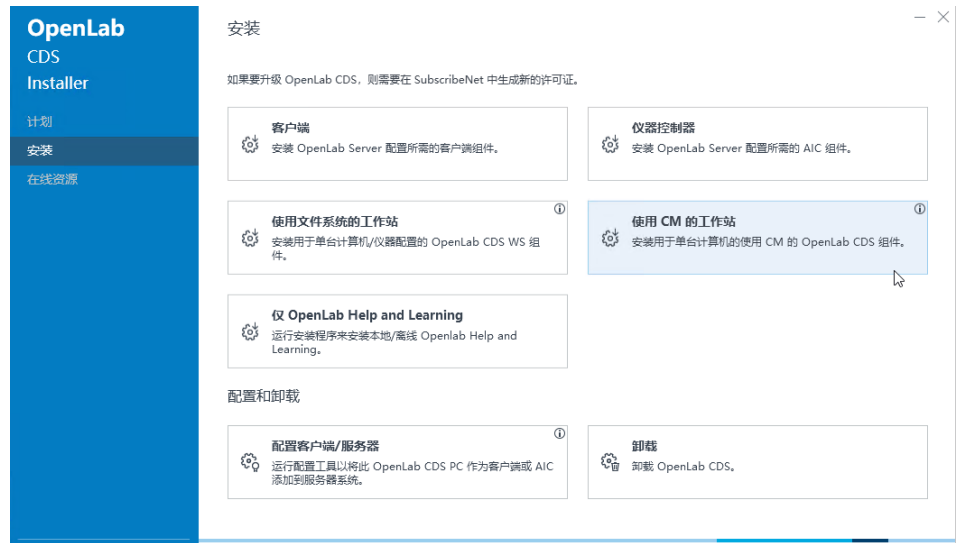 OpenLab
CDS
Installer
计划
安装
在线资源
安装
如果要升级 OpenLab CDS，则需要在 SubscribeNet 中生成新的许可证。
客户端
安装 OpenLab Server 配置所需的客户端组件。
仪器控制器
安装 OpenLab Server 配置所需的 AIC 组件。
使用文件系统的工作站
安装用于单台计算机/仪器配置的 OpenLab CDS WS 组
件。
使用 CM 的工作站
安装用于单台计算机的使用 CM 的 OpenLab CDS 组件。
仅 OpenLab Help and Learning
运行安装程序来安装本地/离线 Openlab Help and
Learning。
配置和卸载
配置客户端/服务器
运行配置工具以将此 OpenLab CDS PC 作为客户端或 AIC
添加到服务器系统。
卸载
卸载 OpenLab CDS。